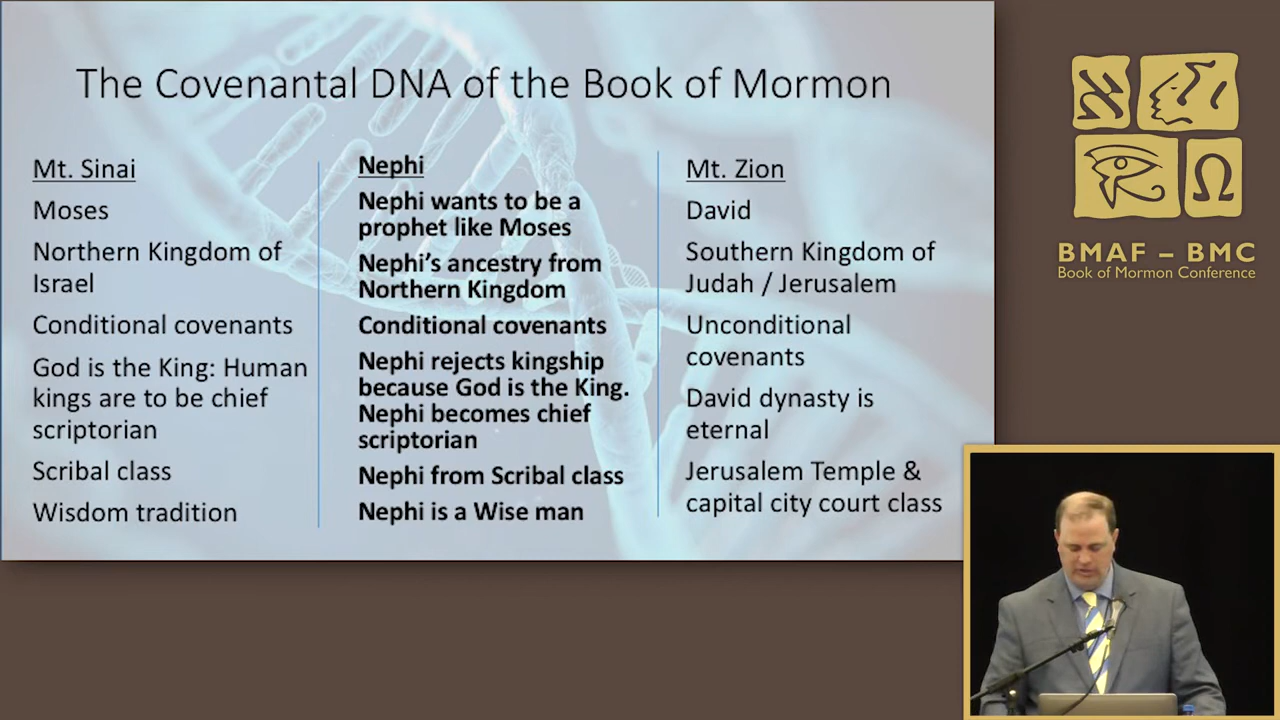 The Covenantal DNA of the Book of Mormon
Mt. Sinai
Moses
Northern Kingdom of
Israel
Conditional covenants
God is the King: Human
kings are to be chief
scriptorian
Scribal class
Wisdom tradition
Nephi
Nephi wants to be a
prophet like Moses
Nephi's ancestry from
Northern Kingdom
Conditional covenants
Nephi rejects kingship
because God is the King.
Nephi becomes chief
scriptorian
Nephi from Scribal class
Nephi is a Wise man
Mt. Zion
David
Southern Kingdom of
Judah / Jerusalem
Unconditional
covenants
David dynasty is
eternal
Jerusalem Temple &
capital city court class
א
Ω
BMAF – BMC
Book of Mormon Conference